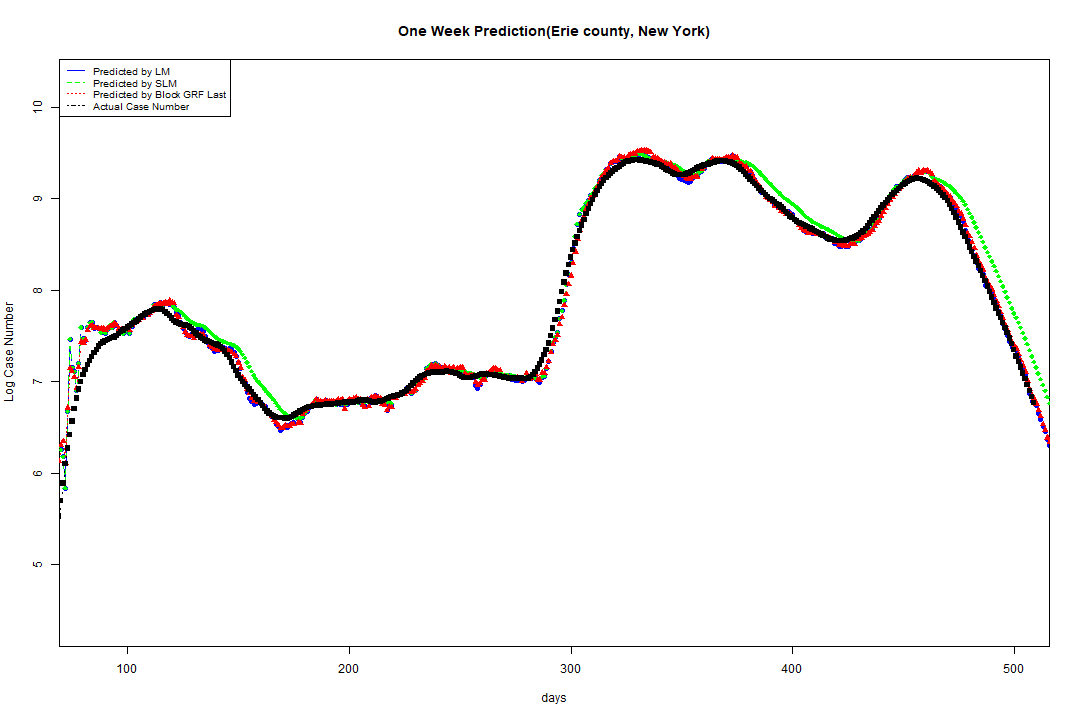 One Week Prediction(Erie county, New York)
Predicted by LM
Predicted by SLM
Predicted by Block GRF Last
Actual Case Number
10
9
8
7
6
5
Log Case Number
100 200 300 400 500
days